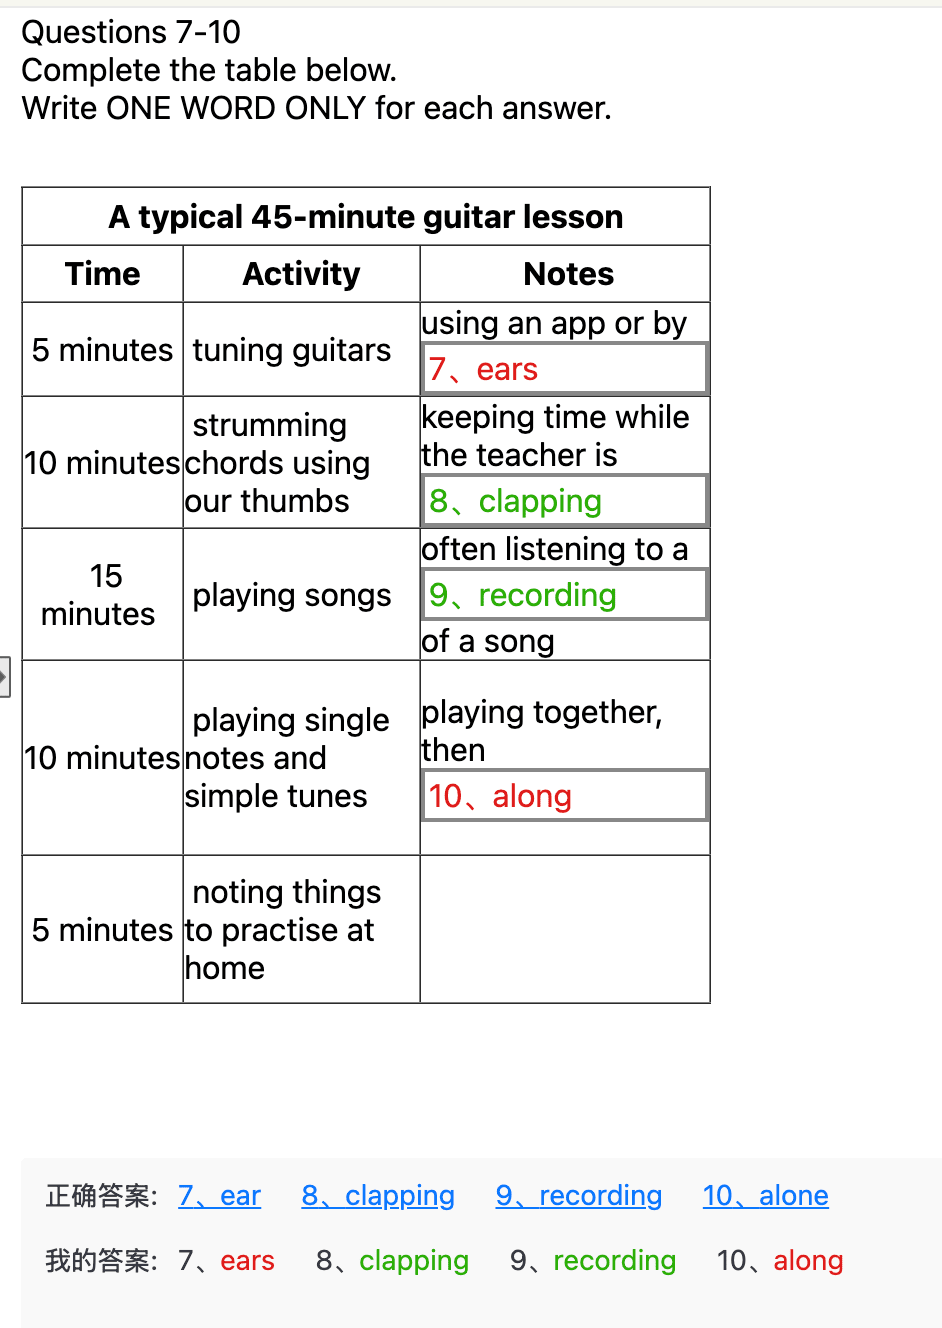 Questions 7-10
Complete the table below.
Write ONE WORD ONLY for each answer.
A typical 45-minute guitar lesson
Time Activity Notes
5 minutes tuning guitars using an app or by
7、ears
10 minutes strumming chords using our thumbs keeping time while the teacher is
8、clapping
15 minutes playing songs often listening to a
9、recording
of a song
10 minutes playing single notes and simple tunes playing together, then
10、along
5 minutes noting things to practise at home
正确答案: 7、ear 8、clapping 9、recording 10、alone
我的答案: 7、ears 8、clapping 9、recording 10、along